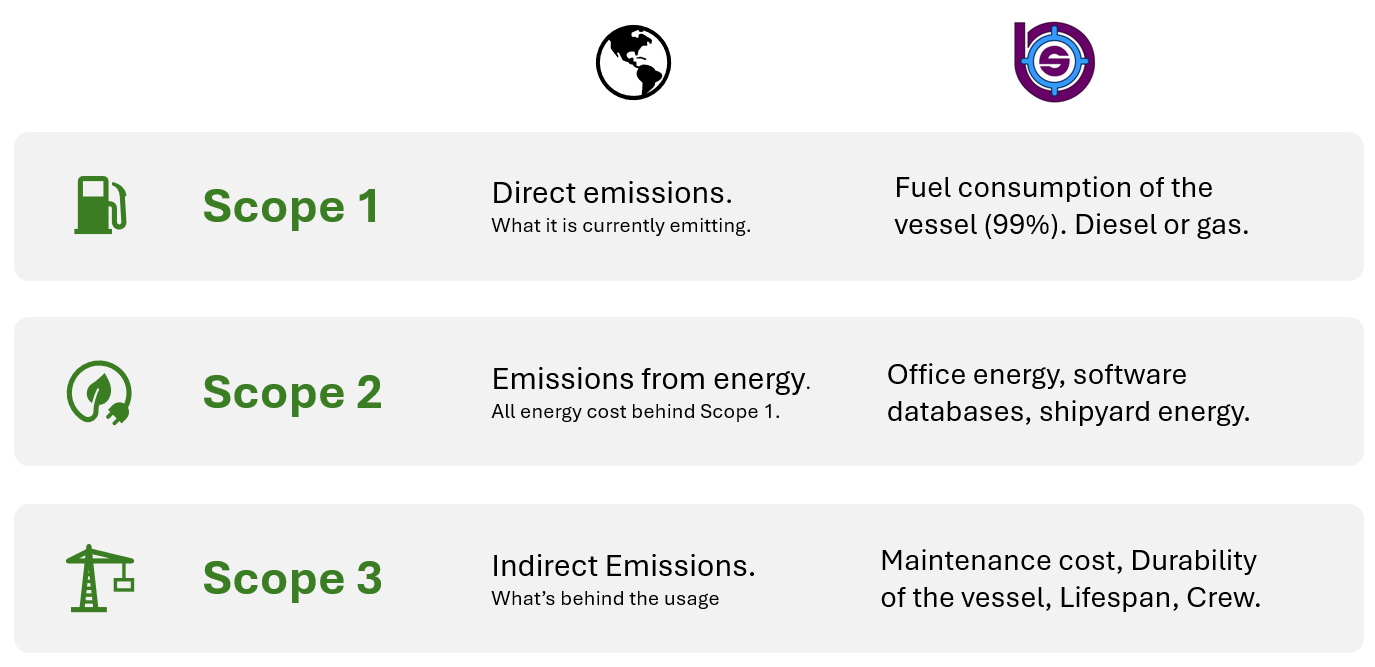 Scope 1
Direct emissions.
What it is currently emitting.
Fuel consumption of the
vessel (99%). Diesel or gas.
Scope 2
Emissions from energy.
All energy cost behind Scope 1.
Office energy, software
databases, shipyard energy.
Scope 3
Indirect Emissions.
What’s behind the usage
Maintenance cost, Durability
of the vessel, Lifespan, Crew.